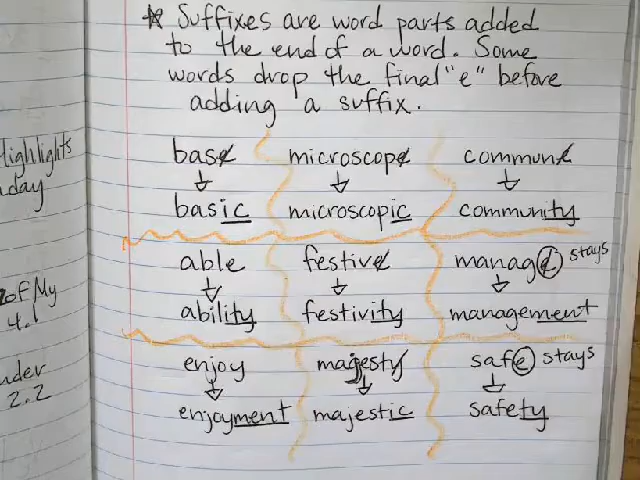 * Suffixes are word parts added
to the end of a word. Some
words drop the final "e" before
adding a suffix.
Highlights
day
base microscope commune
basic microscopic community
able festive manage stays
ability festivity management
of My
4.1
enjoy majesty safe stays
enjoyment majestic safety
2.2